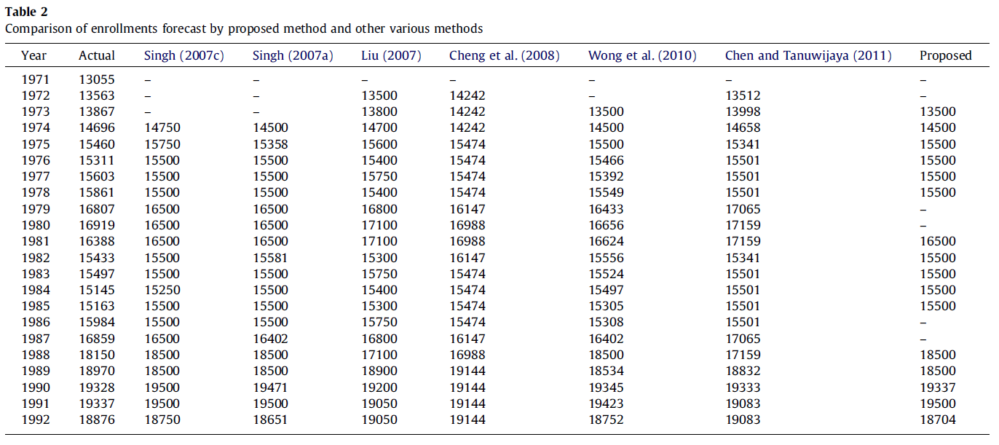 Table 2
Comparison of enrollments forecast by proposed method and other various methods
Year Actual Singh (2007c) Singh (2007a) Liu (2007) Cheng et al. (2008) Wong et al. (2010) Chen and Tanuwijaya (2011) Proposed
1971 13055 – – – – – – –
1972 13563 – – 13500 14242 – 13512 –
1973 13867 – – 13800 14242 13500 13998 13500
1974 14696 14750 14500 14700 14242 14500 14658 14500
1975 15460 15750 15358 15600 15474 15500 15341 15500
1976 15311 15500 15500 15400 15474 15466 15501 15500
1977 15603 15500 15500 15750 15474 15392 15501 15500
1978 15861 15500 15500 15400 15474 15549 15501 15500
1979 16807 16500 16500 16800 16147 16433 17065 –
1980 16919 16500 16500 17100 16988 16656 17159 –
1981 16388 16500 16500 17100 16988 16624 17159 16500
1982 15433 15500 15581 15300 16147 15556 15341 15500
1983 15497 15500 15500 15750 15474 15524 15501 15500
1984 15145 15250 15500 15400 15474 15497 15501 15500
1985 15163 15500 15500 15300 15474 15305 15501 15500
1986 15984 15500 15500 15750 15474 15308 15501 –
1987 16859 16500 16402 16800 16147 16402 17065 –
1988 18150 18500 18500 17100 16988 18500 17159 18500
1989 18970 18500 18500 18900 19144 18534 18832 18500
1990 19328 19500 19471 19200 19144 19345 19333 19337
1991 19337 19500 19500 19050 19144 19423 19083 19500
1992 18876 18750 18651 19050 19144 18752 19083 18704